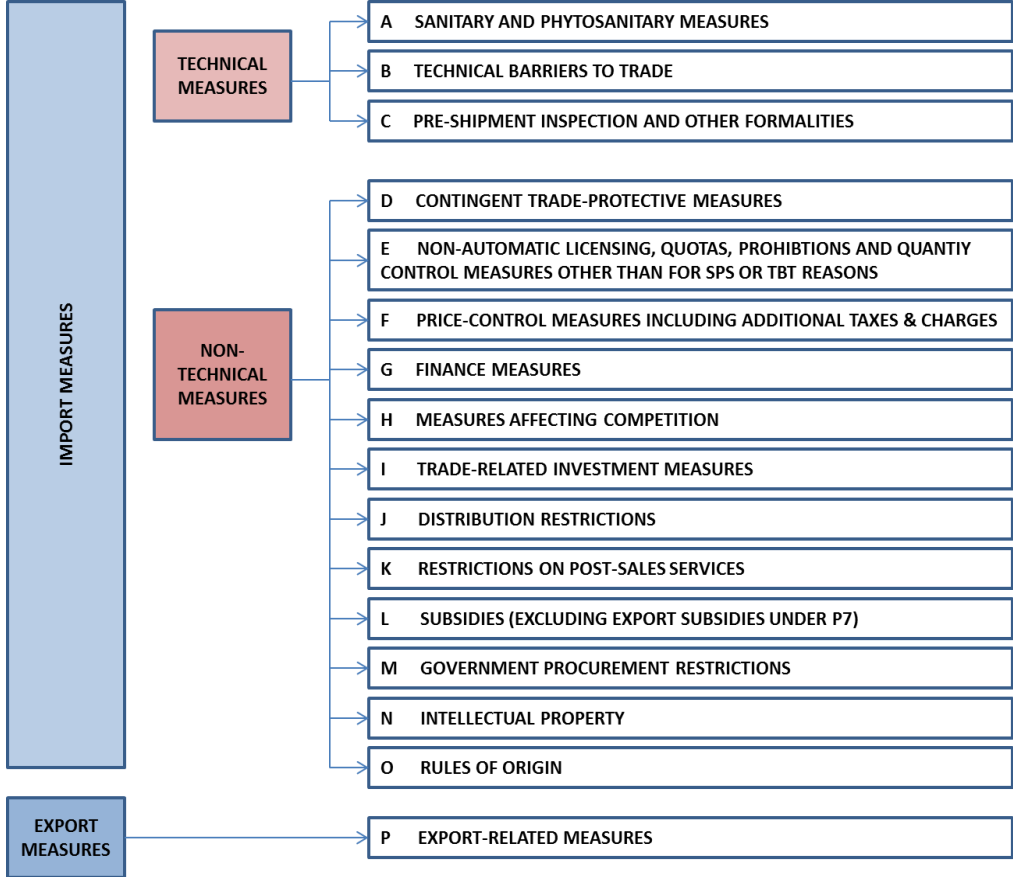 IMPORT MEASURES
TECHNICAL
MEASURES
A SANITARY AND PHYTOSANITARY MEASURES
B TECHNICAL BARRIERS TO TRADE
C PRE-SHIPMENT INSPECTION AND OTHER FORMALITIES
NON-
TECHNICAL
MEASURES
D CONTINGENT TRADE-PROTECTIVE MEASURES
E NON-AUTOMATIC LICENSING, QUOTAS, PROHIBTIONS AND QUANTIY
CONTROL MEASURES OTHER THAN FOR SPS OR TBT REASONS
F PRICE-CONTROL MEASURES INCLUDING ADDITIONAL TAXES & CHARGES
G FINANCE MEASURES
H MEASURES AFFECTING COMPETITION
I TRADE-RELATED INVESTMENT MEASURES
J DISTRIBUTION RESTRICTIONS
K RESTRICTIONS ON POST-SALES SERVICES
L SUBSIDIES (EXCLUDING EXPORT SUBSIDIES UNDER P7)
M GOVERNMENT PROCUREMENT RESTRICTIONS
N INTELLECTUAL PROPERTY
O RULES OF ORIGIN
EXPORT
MEASURES
P EXPORT-RELATED MEASURES